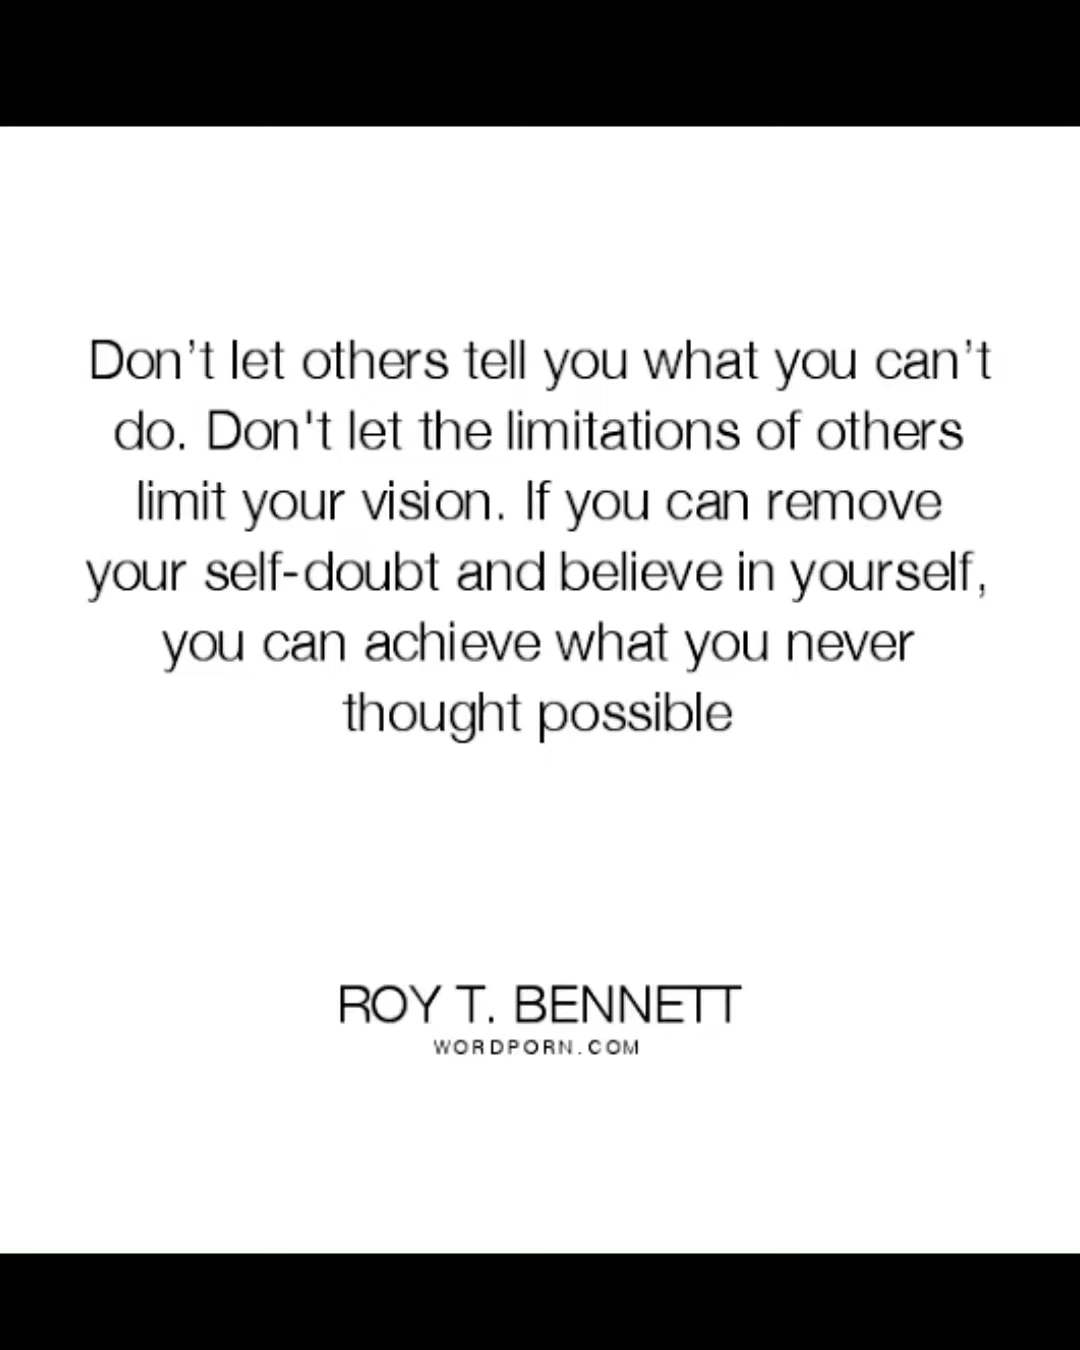 Don’t let others tell you what you can’t
do. Don't let the limitations of others
limit your vision. If you can remove
your self-doubt and believe in yourself,
you can achieve what you never
thought possible
ROY T. BENNETT
WORDPORN.COM